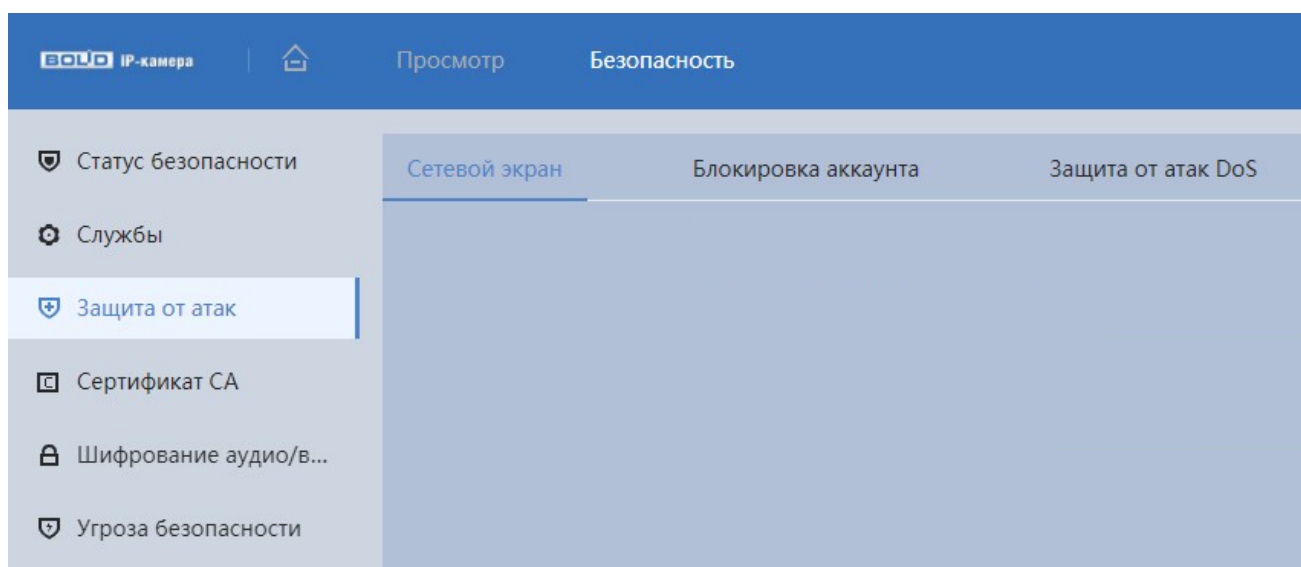 BOLID IP-камера Просмотр Безопасность
Статус безопасности
Сетевой экран Блокировка аккаунта Защита от атак DoS
Службы
Защита от атак
Сертификат CA
Шифрование аудио/в...
Угроза безопасности